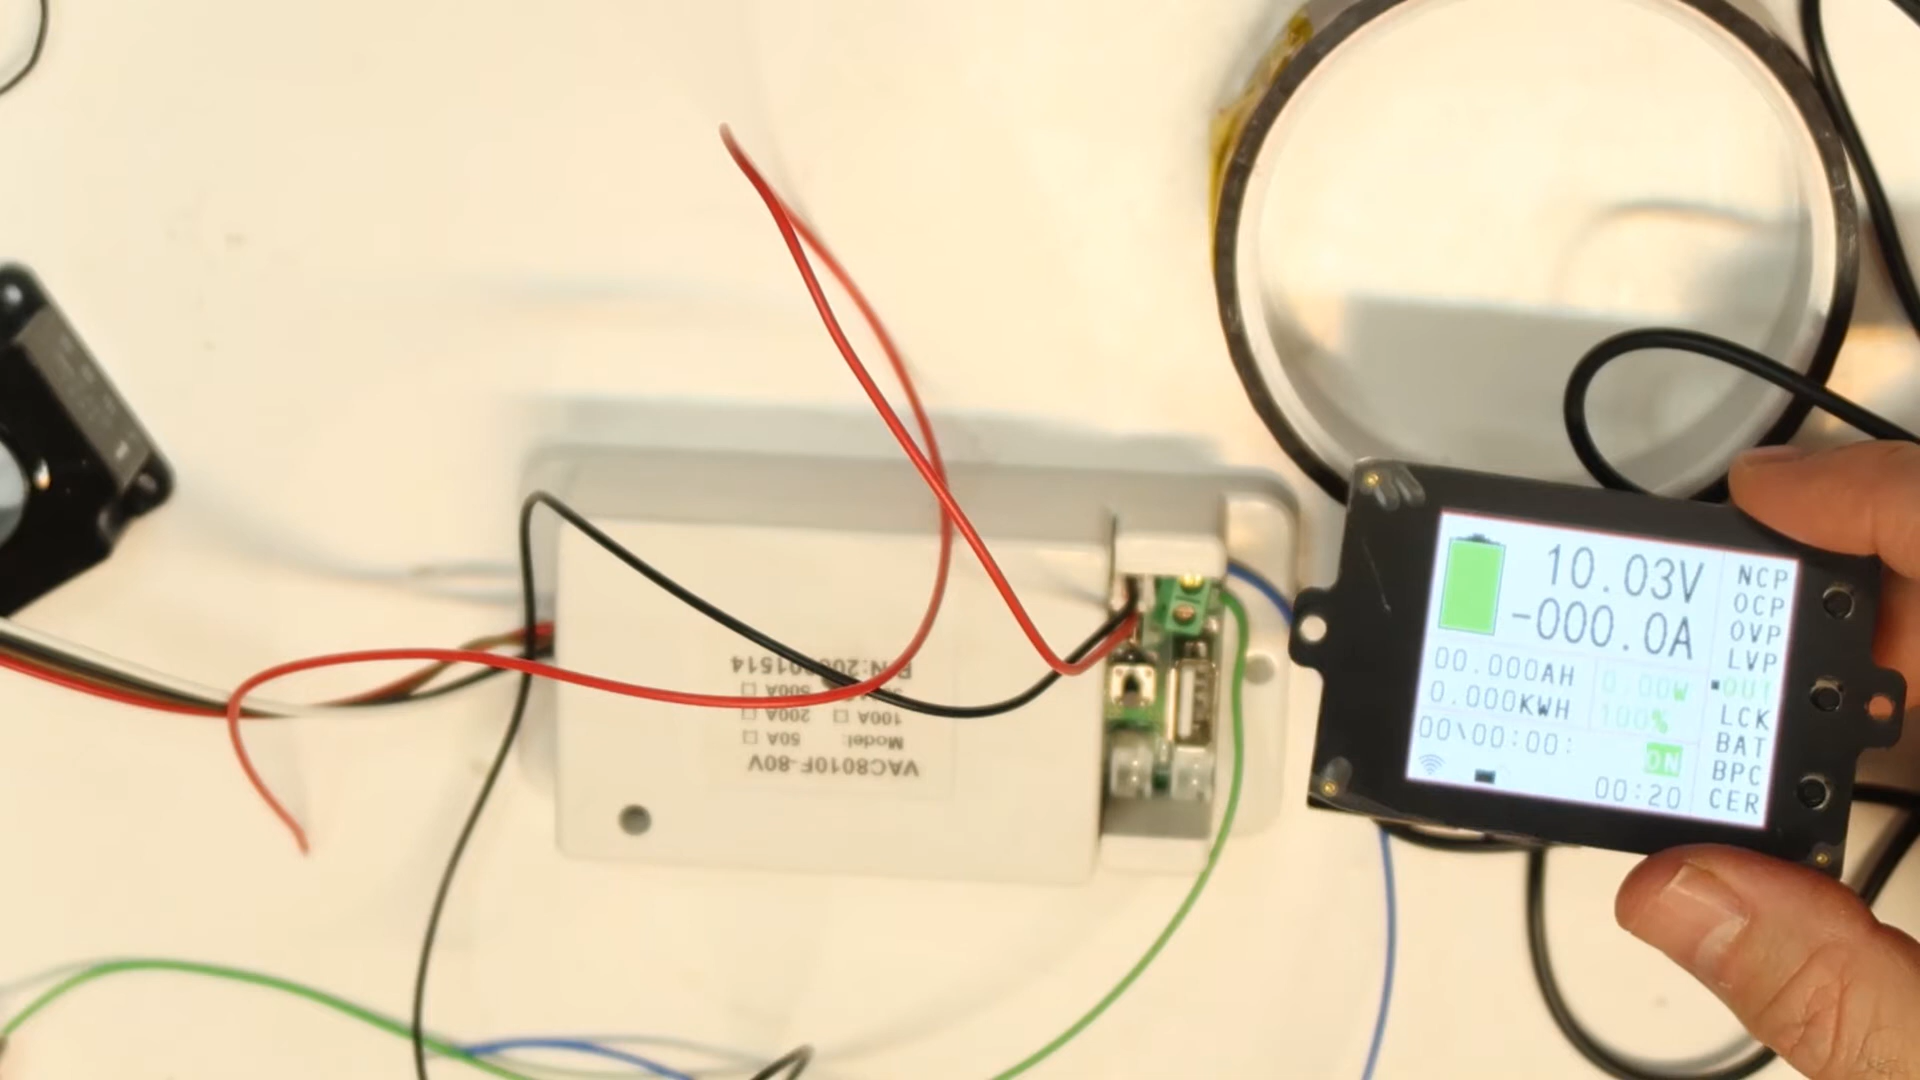 10.03V
-000.0A
00.000AH
0.000KWH
0.00W
100%
00\00:00:
ON
00:20
NCP
OCP
OVP
LVP
OUT
LCK
BAT
BPC
CER
VAC8010F-80V
Model: 50A
100A 200A